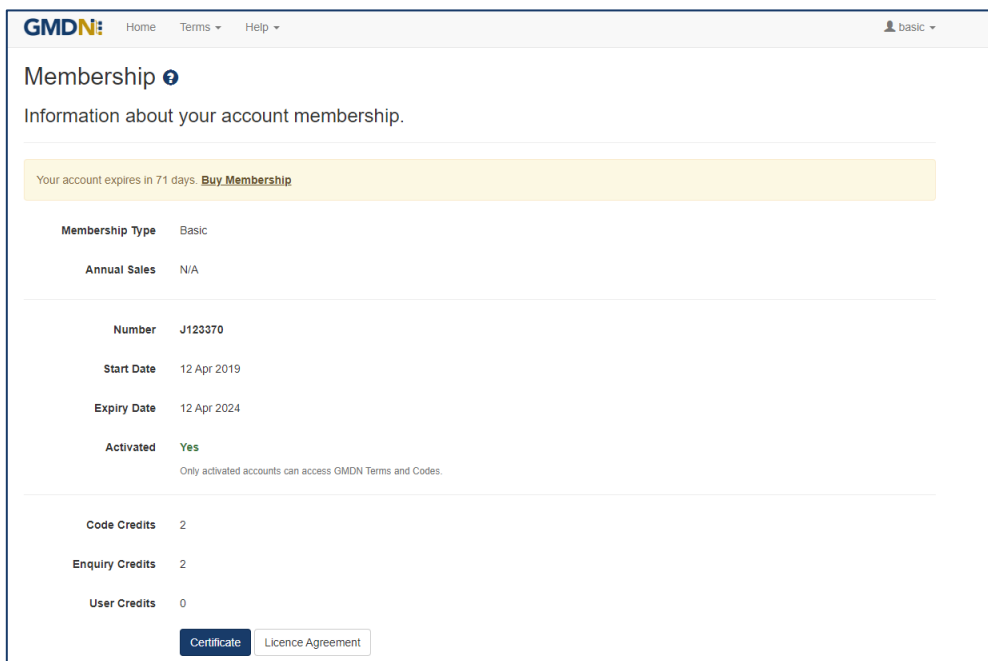 GMDN Home Terms Help basic
Membership ?
Information about your account membership.
Your account expires in 71 days. Buy Membership
Membership Type Basic
Annual Sales N/A
Number J123370
Start Date 12 Apr 2019
Expiry Date 12 Apr 2024
Activated Yes
Only activated accounts can access GMDN Terms and Codes.
Code Credits 2
Enquiry Credits 2
User Credits 0
Certificate Licence Agreement